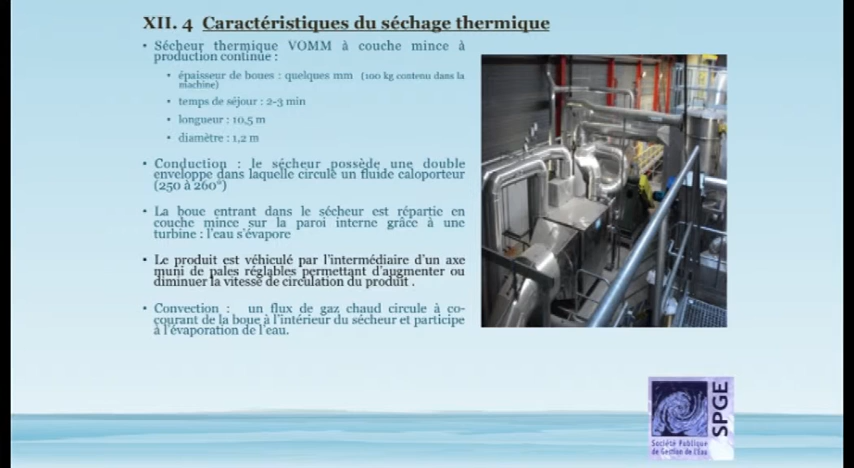 XII. 4 Caractéristiques du séchage thermique
• Sécheur thermique VOMM à couche mince à
production continue :
• épaisseur de boues : quelques mm (100 kg contenu dans la
machine)
• temps de séjour : 2-3 min
• longueur : 10,5 m
• diamètre : 1,2 m
• Conduction : le sécheur possède une double
enveloppe dans laquelle circule un fluide caloporteur
(250 à 260°)
• La boue entrant dans le sécheur est répartie en
couche mince sur la paroi interne grâce à une
turbine : l'eau s'évapore
• Le produit est véhiculé par l'intermédiaire d'un axe
muni de pales réglables permettant d'augmenter ou
diminuer la vitesse de circulation du produit .
• Convection : un flux de gaz chaud circule à co-
courant de la boue à l'intérieur du sécheur et participe
à l'évaporation de l'eau.
SPGE
Société Publique
de Gestion de l'Eau